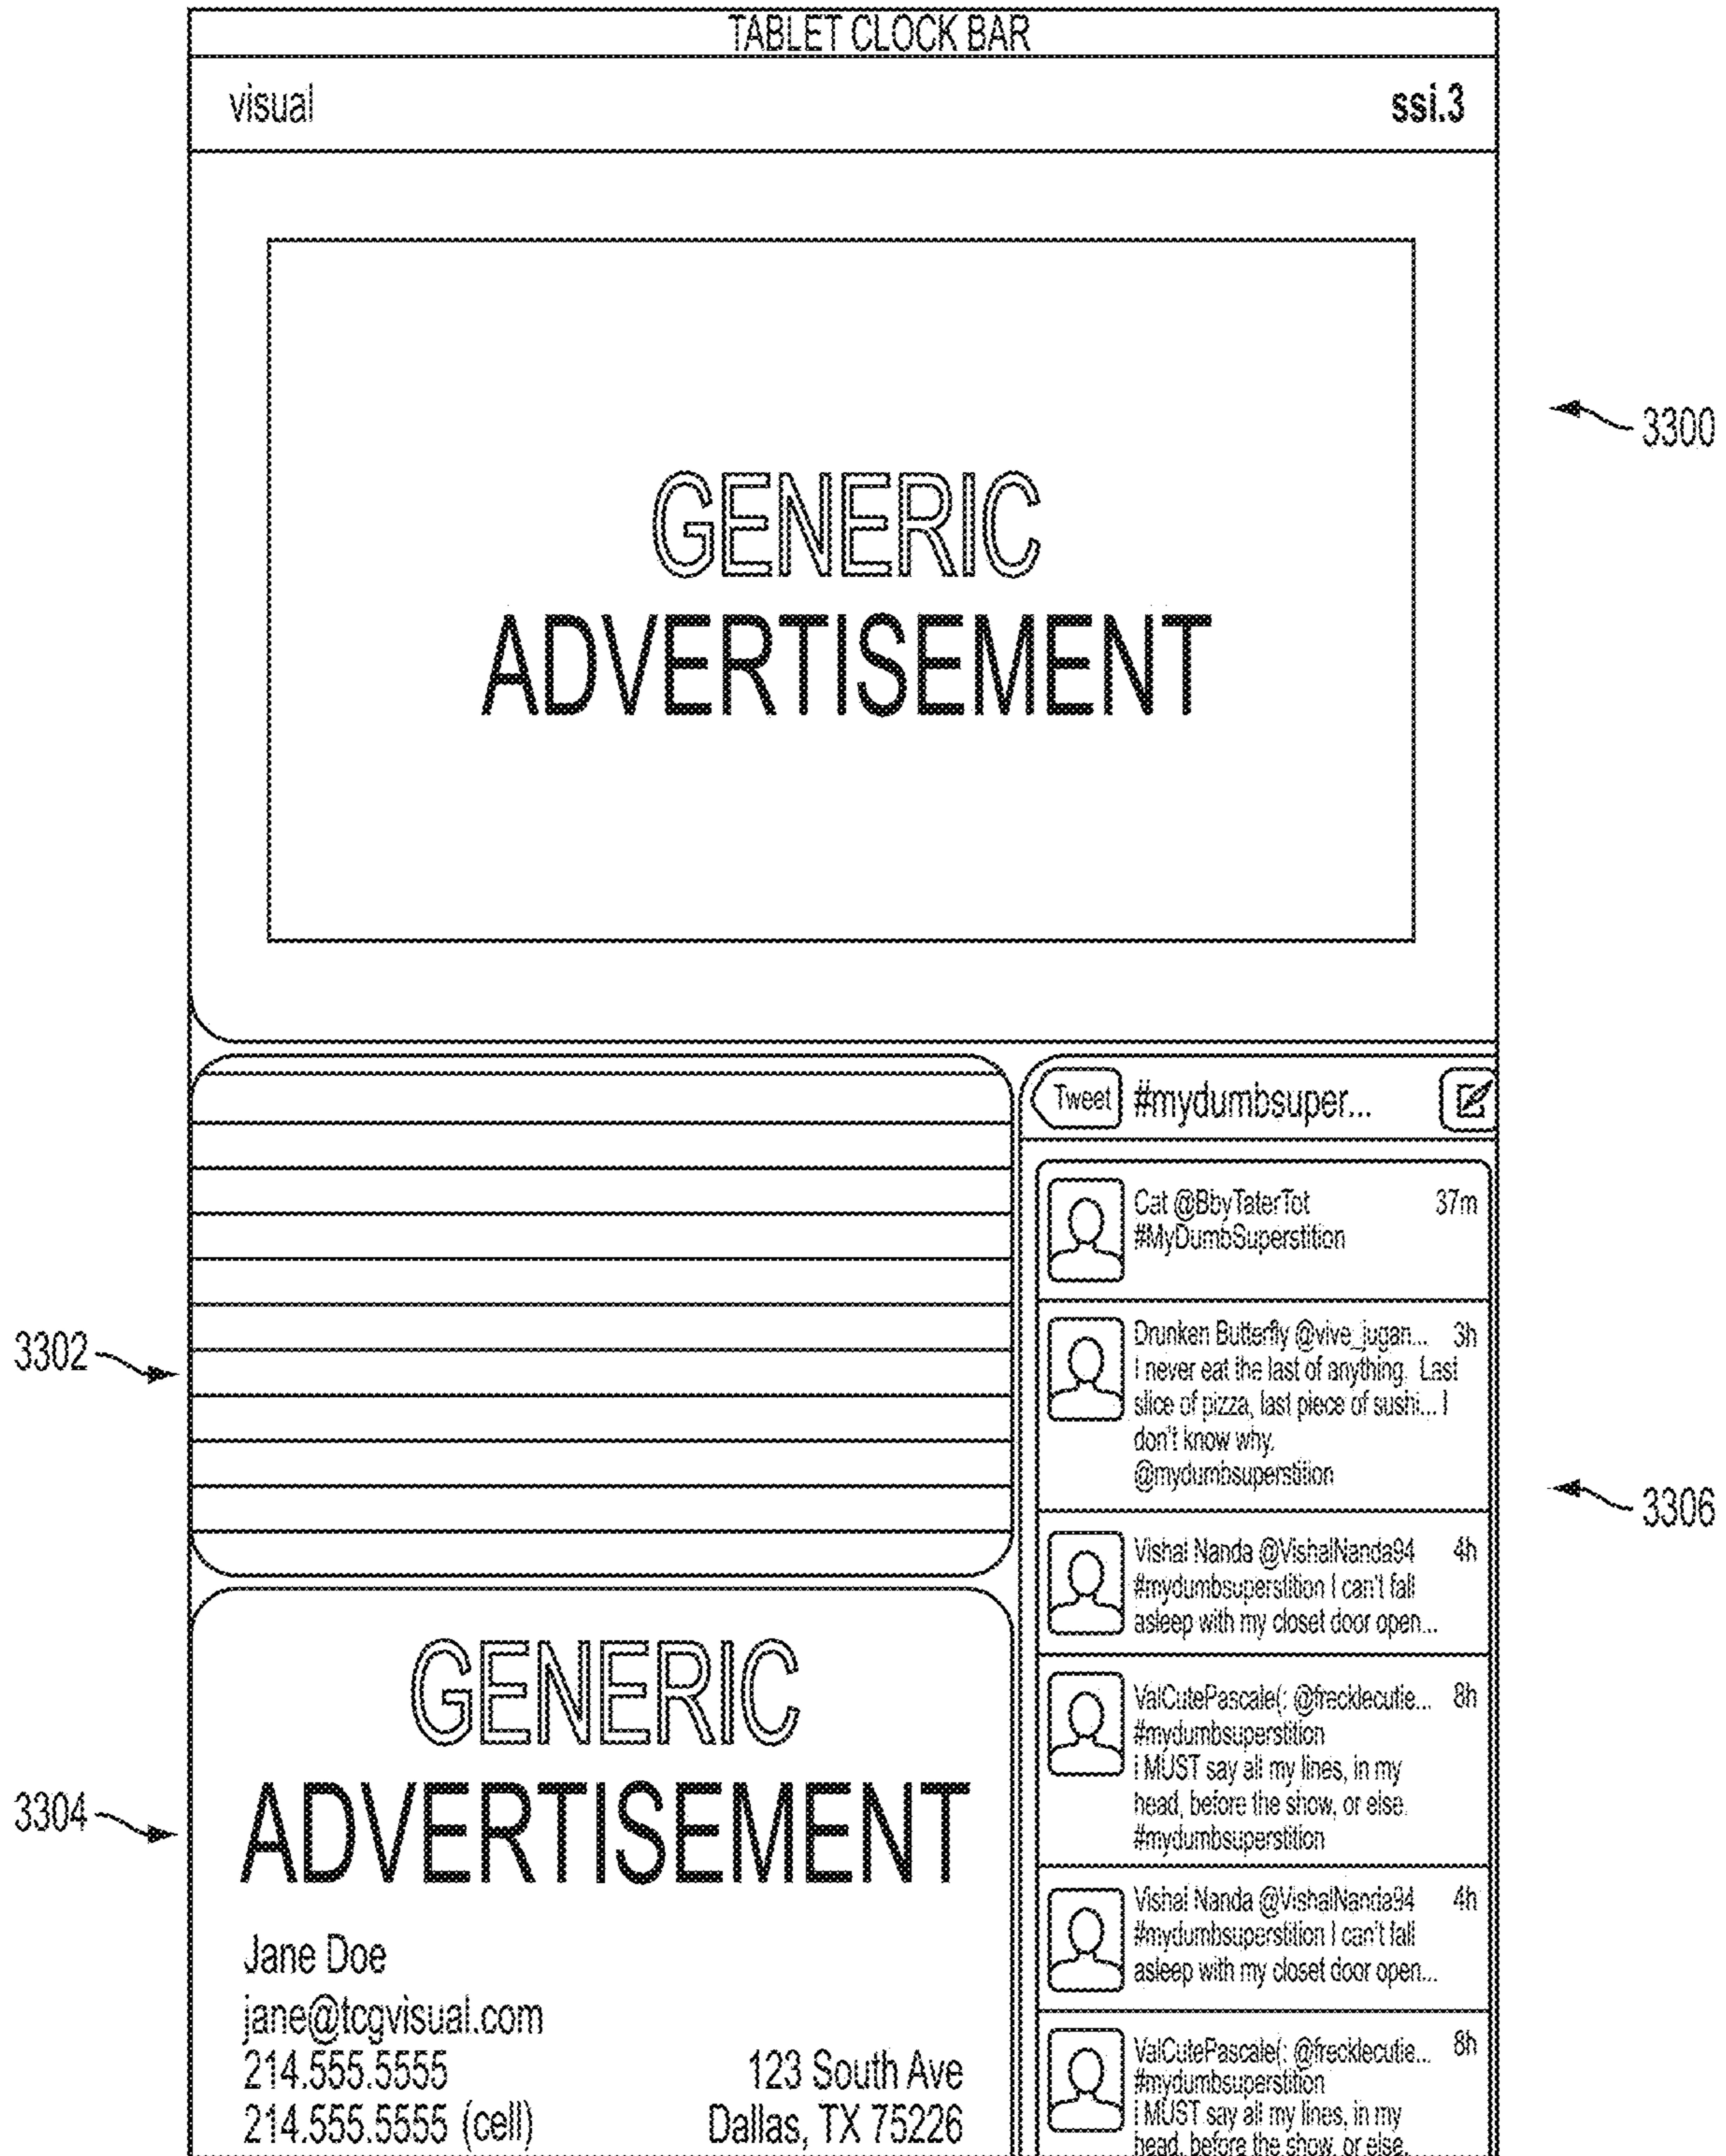 TABLET CLOCK BAR
visual ssi.3
GENERIC
ADVERTISEMENT
3300
Tweet #mydumbsuper...
Cat @BbyTaterTot 37m
#MyDumbSuperstition
Drunken Butterfly @vive_jugan... 3h
I never eat the last of anything. Last
slice of pizza, last piece of sushi... I
don't know why.
@mydumbsuperstition
3302
3306
Vishal Nanda @VishalNanda94 4h
#mydumbsuperstition I can't fall
asleep with my closet door open...
ValCutePascale(: @frecklecutie... 8h
#mydumbsuperstition
i MUST say all my lines, in my
head, before the show, or else.
#mydumbsuperstition
Vishal Nanda @VishalNanda94 4h
#mydumbsuperstition I can't fall
asleep with my closet door open...
ValCutePascale(: @frecklecutie... 8h
#mydumbsuperstition
i MUST say all my lines, in my
head, before the show, or else.
3304
GENERIC
ADVERTISEMENT
Jane Doe
jane@tcgvisual.com
214.555.5555 123 South Ave
214.555.5555 (cell) Dallas, TX 75226